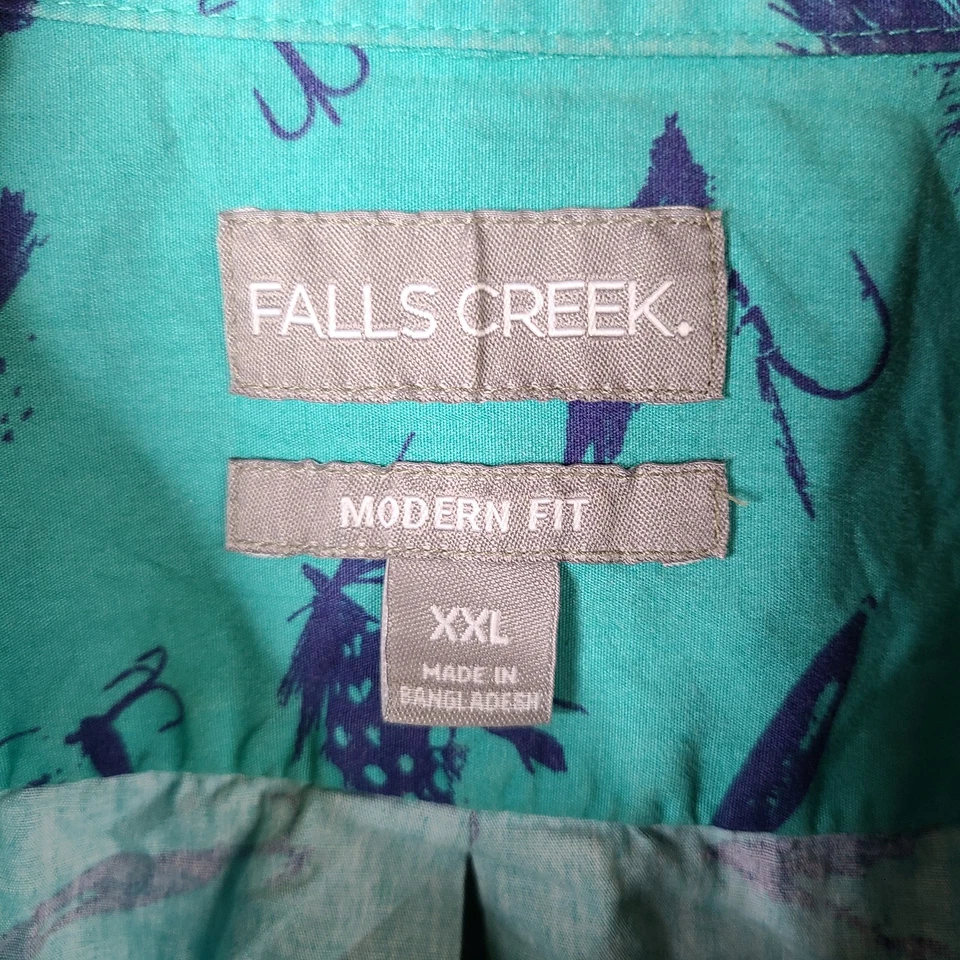 FALLS CREEK.
MODERN FIT
XXL
MADE IN
BANGLADESH